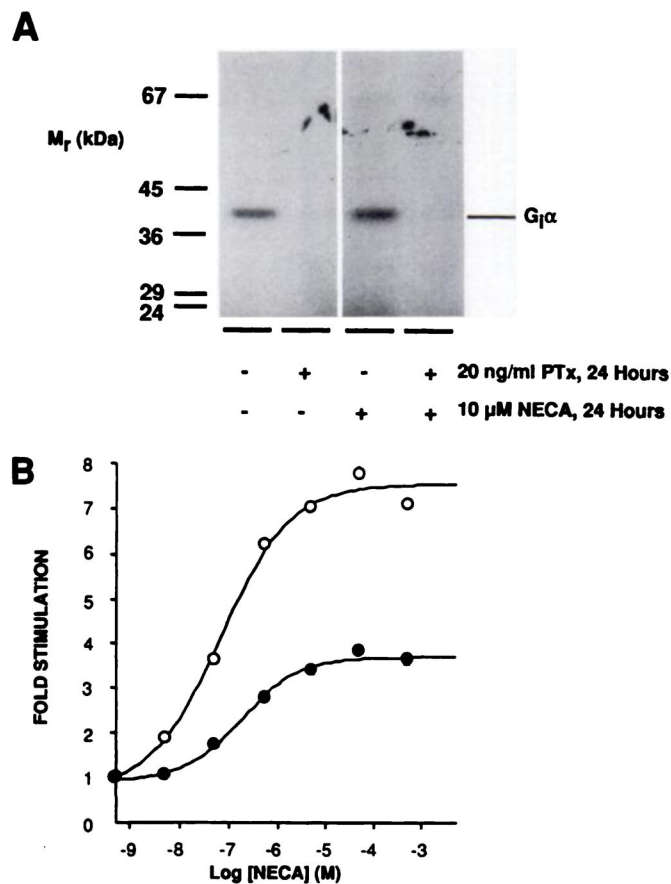 A
67
Mr (kDa)
45
36
29
24
Giα
- + - + 20 ng/ml PTx, 24 Hours
- - + + 10 μM NECA, 24 Hours
B
FOLD STIMULATION
8
7
6
5
4
3
2
1
0
-9 -8 -7 -6 -5 -4 -3
Log [NECA] (M)